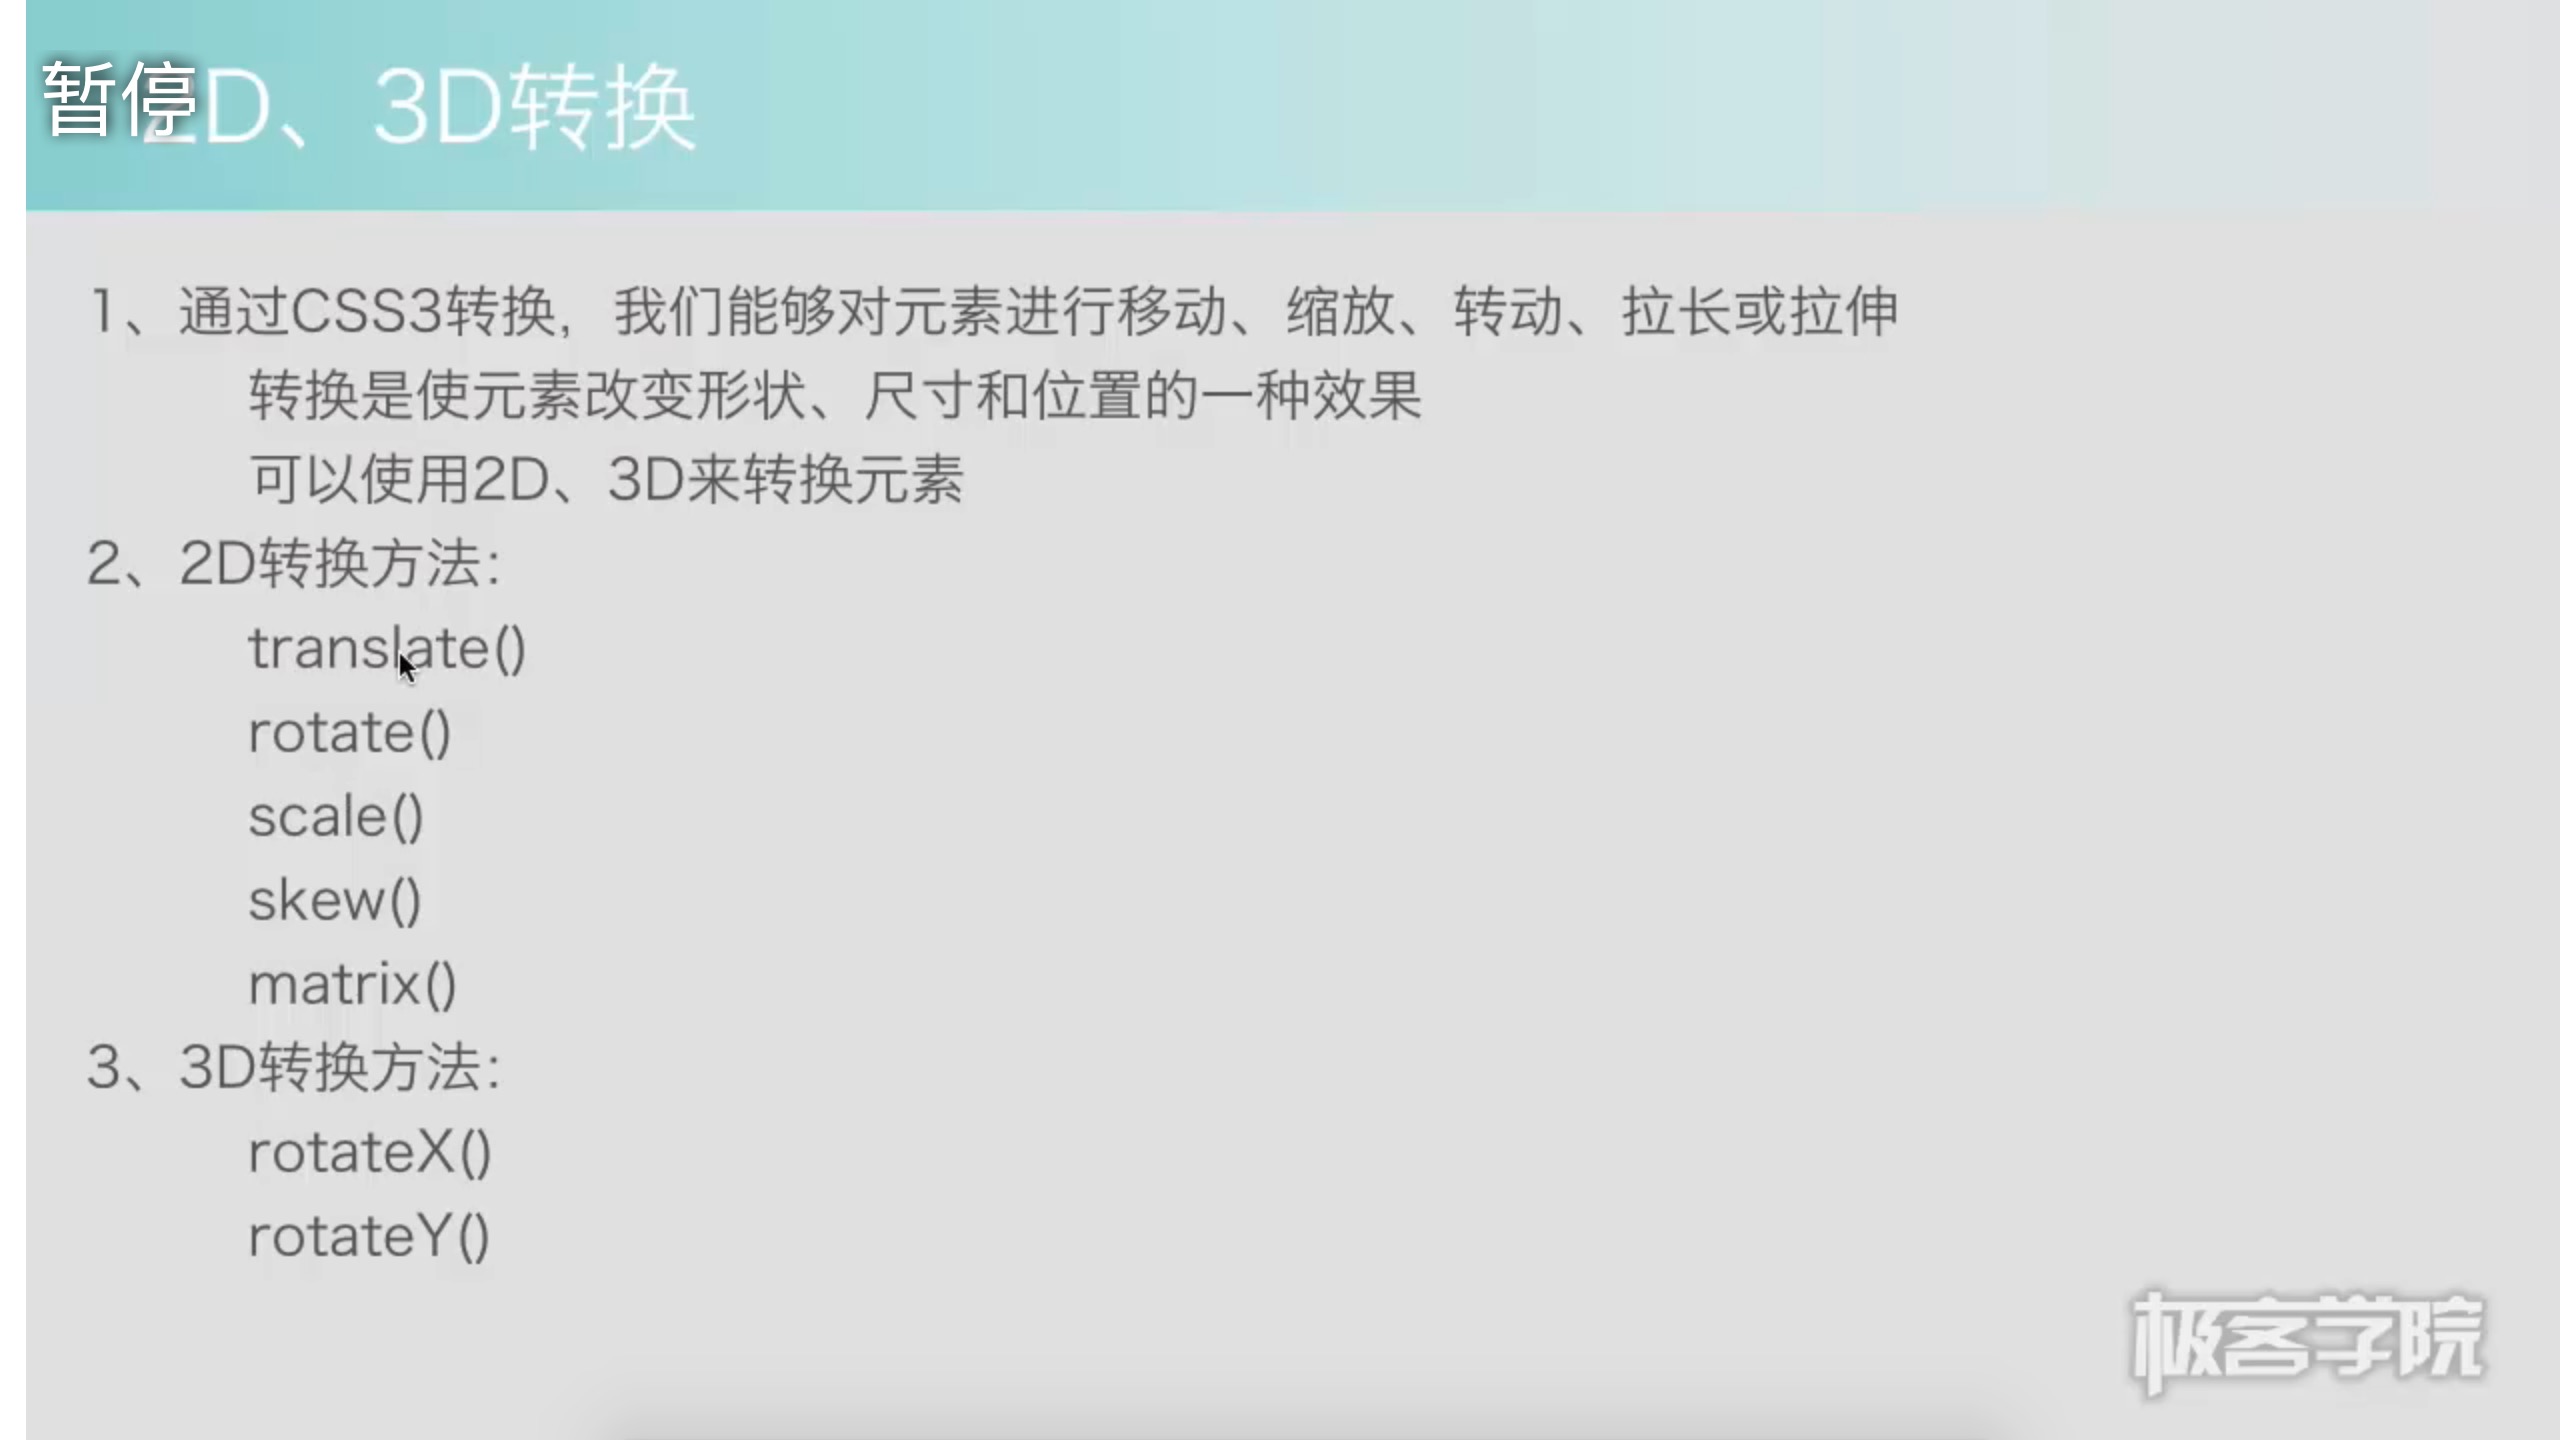 暂停
2D、3D转换
1、通过CSS3转换，我们能够对元素进行移动、缩放、转动、拉长或拉伸
转换是使元素改变形状、尺寸和位置的一种效果
可以使用2D、3D来转换元素
2、2D转换方法：
translate()
rotate()
scale()
skew()
matrix()
3、3D转换方法：
rotateX()
rotateY()
极客学院